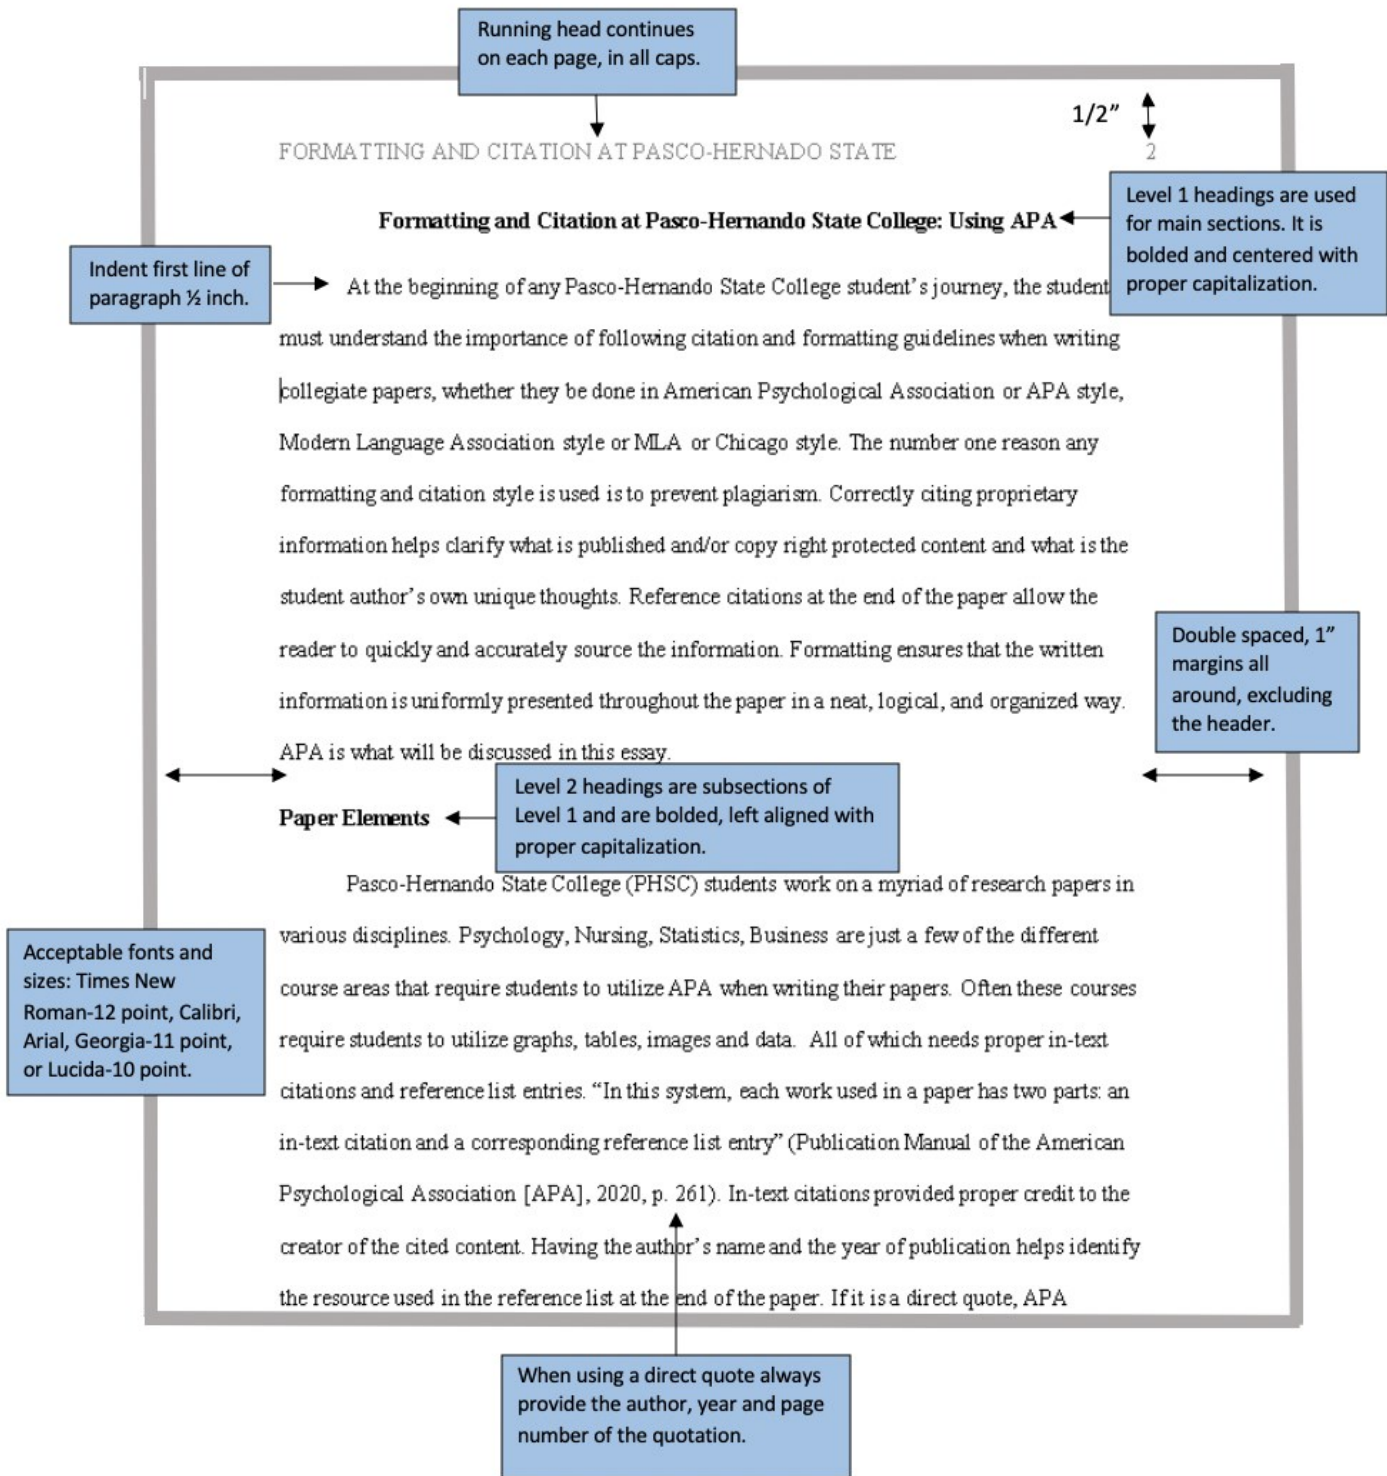 Running head continues
on each page, in all caps.
1/2”
FORMATTING AND CITATION AT PASCO-HERNADO STATE 2
Level 1 headings are used
for main sections. It is
bolded and centered with
proper capitalization.
Formatting and Citation at Pasco-Hernando State College: Using APA
Indent first line of
paragraph ½ inch.
At the beginning of any Pasco-Hernando State College student’s journey, the student
must understand the importance of following citation and formatting guidelines when writing
collegiate papers, whether they be done in American Psychological Association or APA style,
Modern Language Association style or MLA or Chicago style. The number one reason any
formatting and citation style is used is to prevent plagiarism. Correctly citing proprietary
information helps clarify what is published and/or copy right protected content and what is the
student author’s own unique thoughts. Reference citations at the end of the paper allow the
reader to quickly and accurately source the information. Formatting ensures that the written
information is uniformly presented throughout the paper in a neat, logical, and organized way.
APA is what will be discussed in this essay.
Double spaced, 1”
margins all
around, excluding
the header.
Level 2 headings are subsections of
Level 1 and are bolded, left aligned with
proper capitalization.
Paper Elements
Pasco-Hernando State College (PHSC) students work on a myriad of research papers in
various disciplines. Psychology, Nursing, Statistics, Business are just a few of the different
course areas that require students to utilize APA when writing their papers. Often these courses
require students to utilize graphs, tables, images and data. All of which needs proper in-text
citations and reference list entries. “In this system, each work used in a paper has two parts: an
in-text citation and a corresponding reference list entry” (Publication Manual of the American
Psychological Association [APA], 2020, p. 261). In-text citations provided proper credit to the
creator of the cited content. Having the author’s name and the year of publication helps identify
the resource used in the reference list at the end of the paper. If it is a direct quote, APA
Acceptable fonts and
sizes: Times New
Roman-12 point, Calibri,
Arial, Georgia-11 point,
or Lucida-10 point.
When using a direct quote always
provide the author, year and page
number of the quotation.